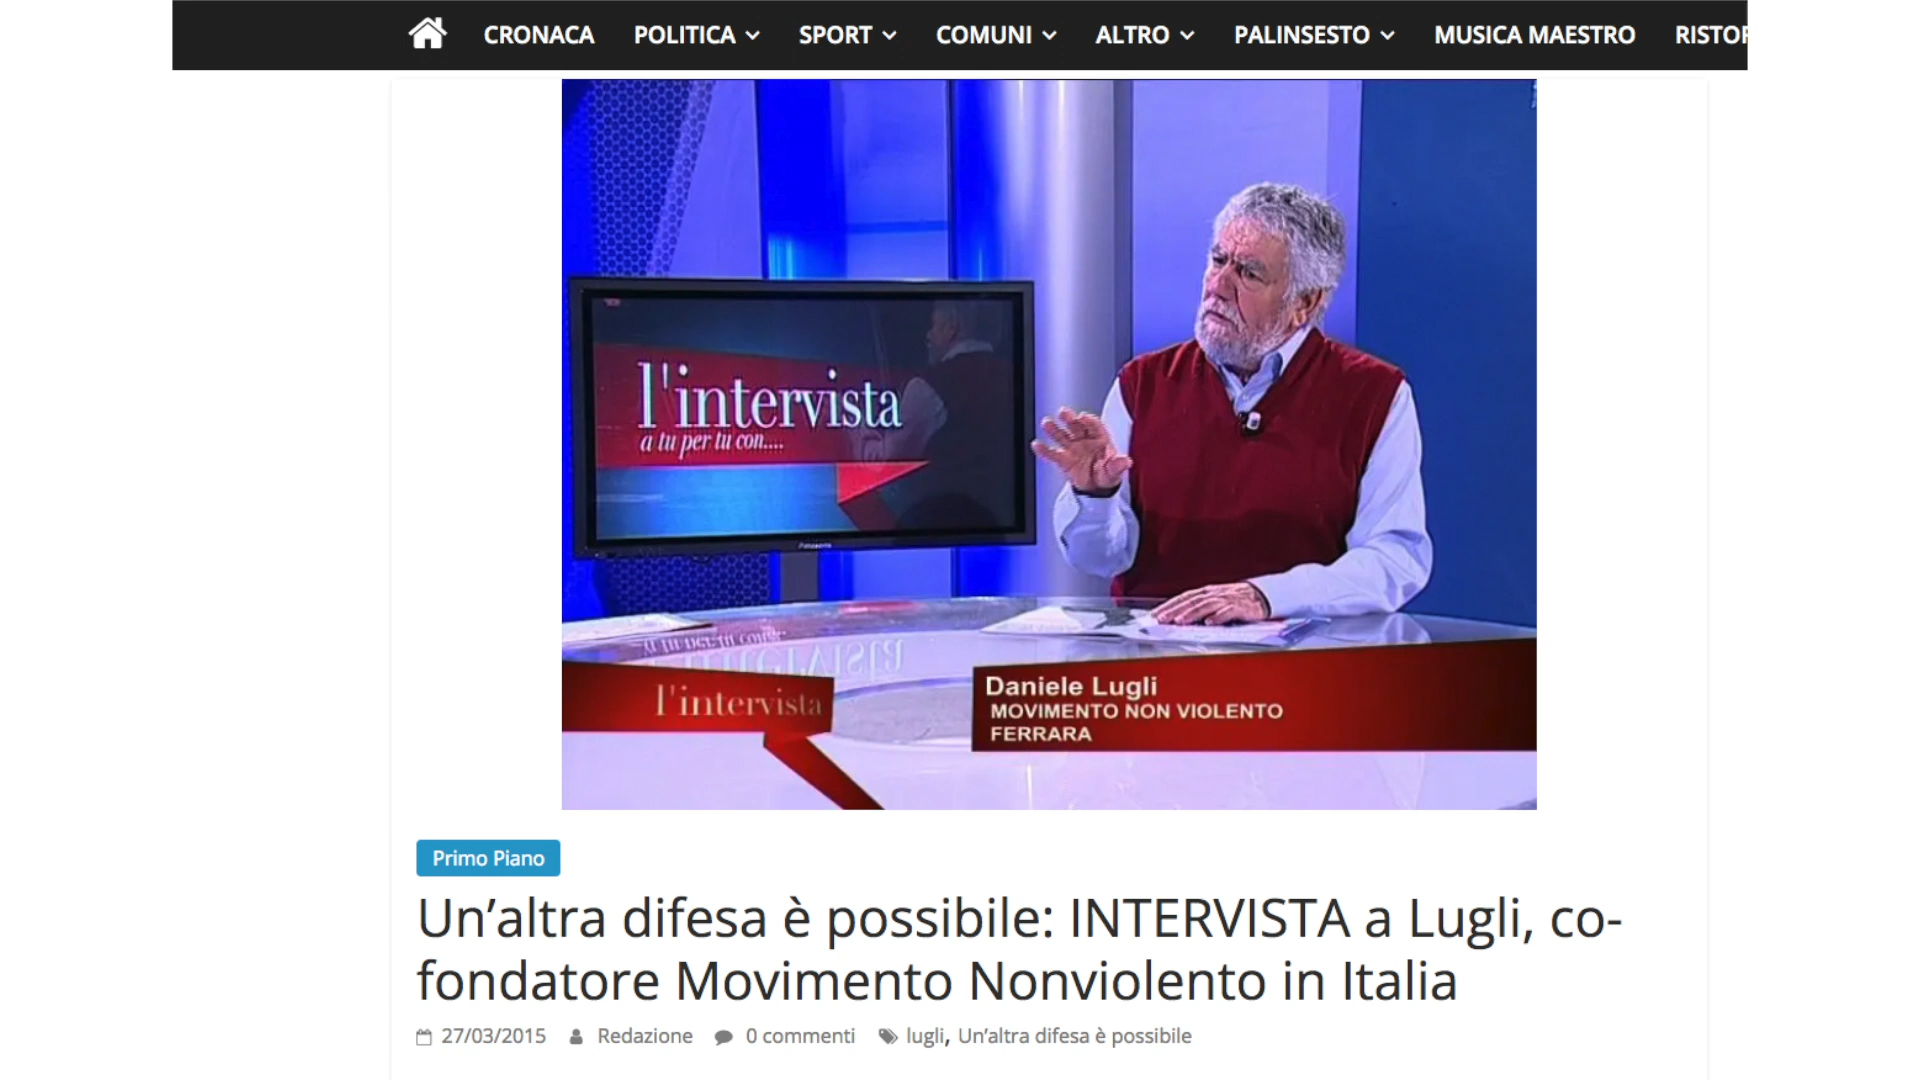 CRONACA POLITICA SPORT COMUNI ALTRO PALINSESTO MUSICA MAESTRO RISTOR
l'intervista
a tu per tu con....
Panasonic
l'intervista
Daniele Lugli
MOVIMENTO NON VIOLENTO
FERRARA
Primo Piano
Un’altra difesa è possibile: INTERVISTA a Lugli, co-
fondatore Movimento Nonviolento in Italia
27/03/2015 Redazione 0 commenti lugli, Un’altra difesa è possibile